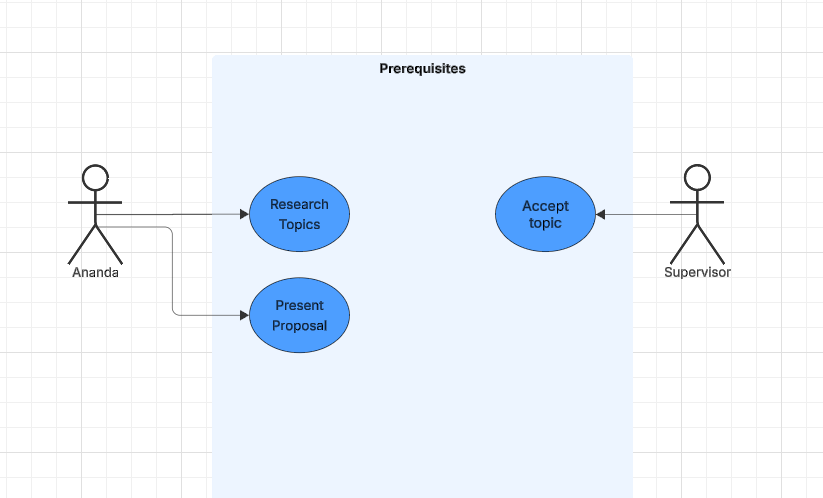 Prerequisites
Research
Topics
Accept
topic
Ananda
Supervisor
Present
Proposal